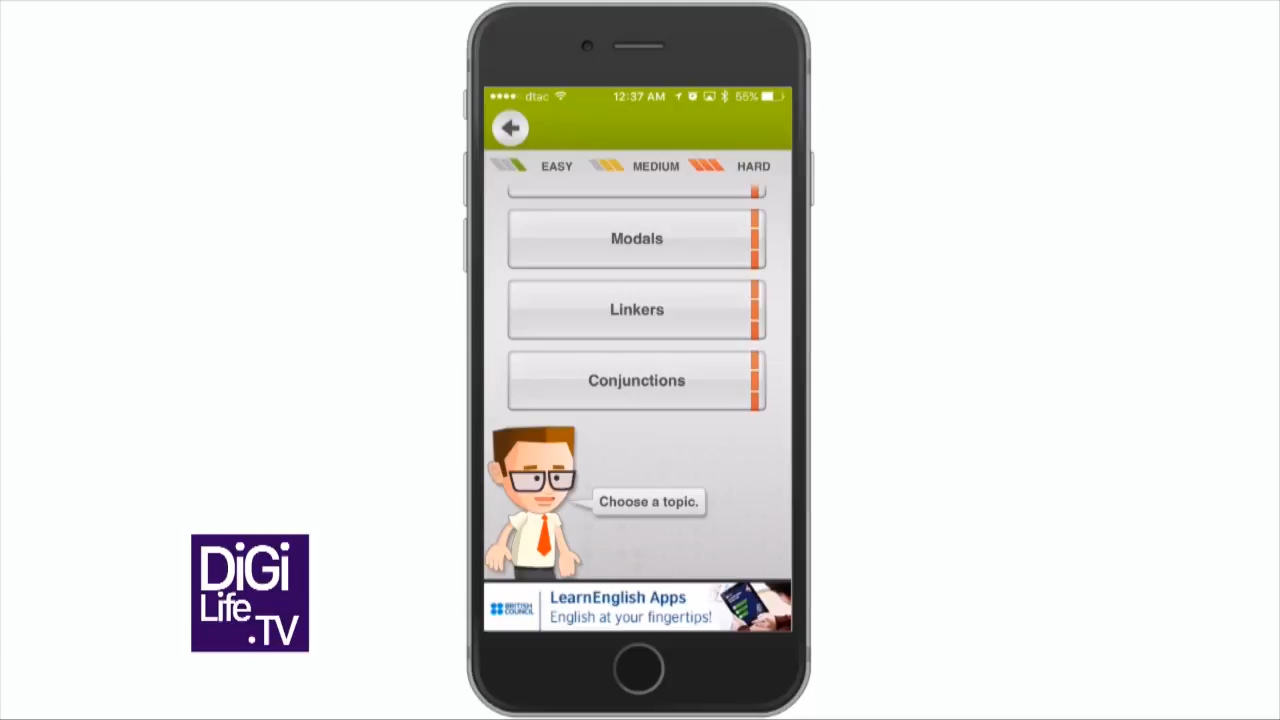 dtac 12:37 AM 55%
EASY MEDIUM HARD
Modals
Linkers
Conjunctions
Choose a topic.
BRITISH
COUNCIL
LearnEnglish Apps
English at your fingertips!
DiGi
Life
.TV